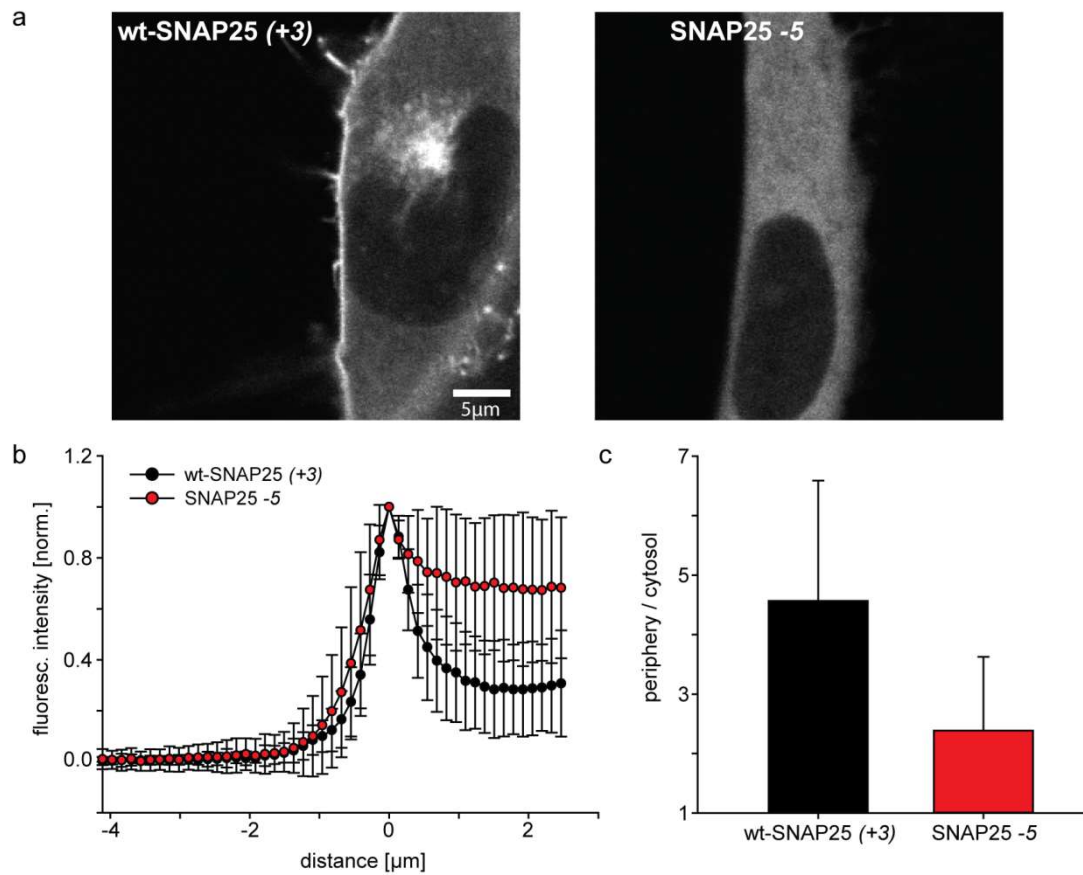 a
wt-SNAP25 (+3)
SNAP25 -5
5µm
b
1.2
0.8
0.4
0.0
fluoresc. intensity [norm.]
wt-SNAP25 (+3)
SNAP25 -5
-4
-2
0
2
distance [µm]
c
7
5
3
1
periphery / cytosol
wt-SNAP25 (+3)
SNAP25 -5